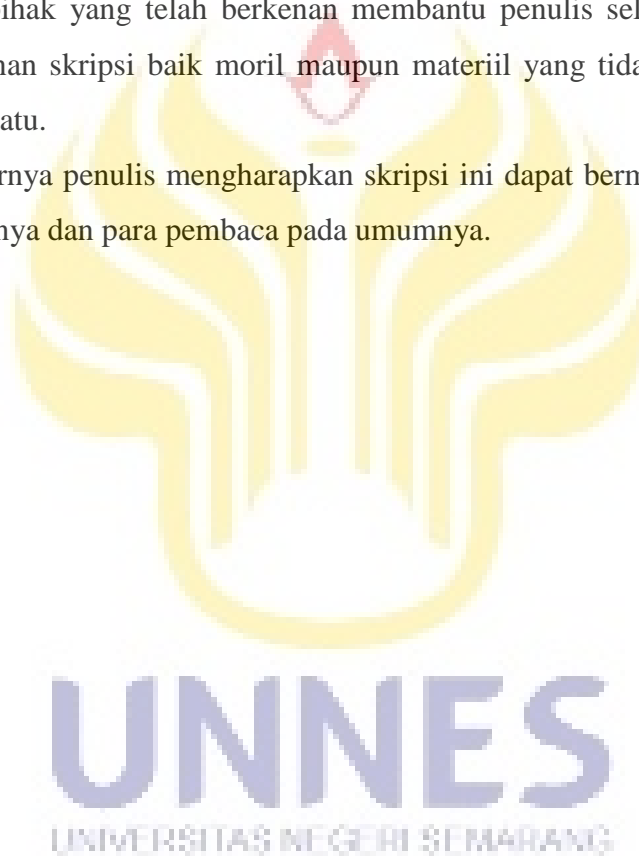 pihak yang telah berkenan membantu penulis sel
nan skripsi baik moril maupun materiil yang tida
atu.
rnya penulis mengharapkan skripsi ini dapat berm
nya dan para pembaca pada umumnya.
UNNES
UNIVERSITAS NEGERI SEMARANG